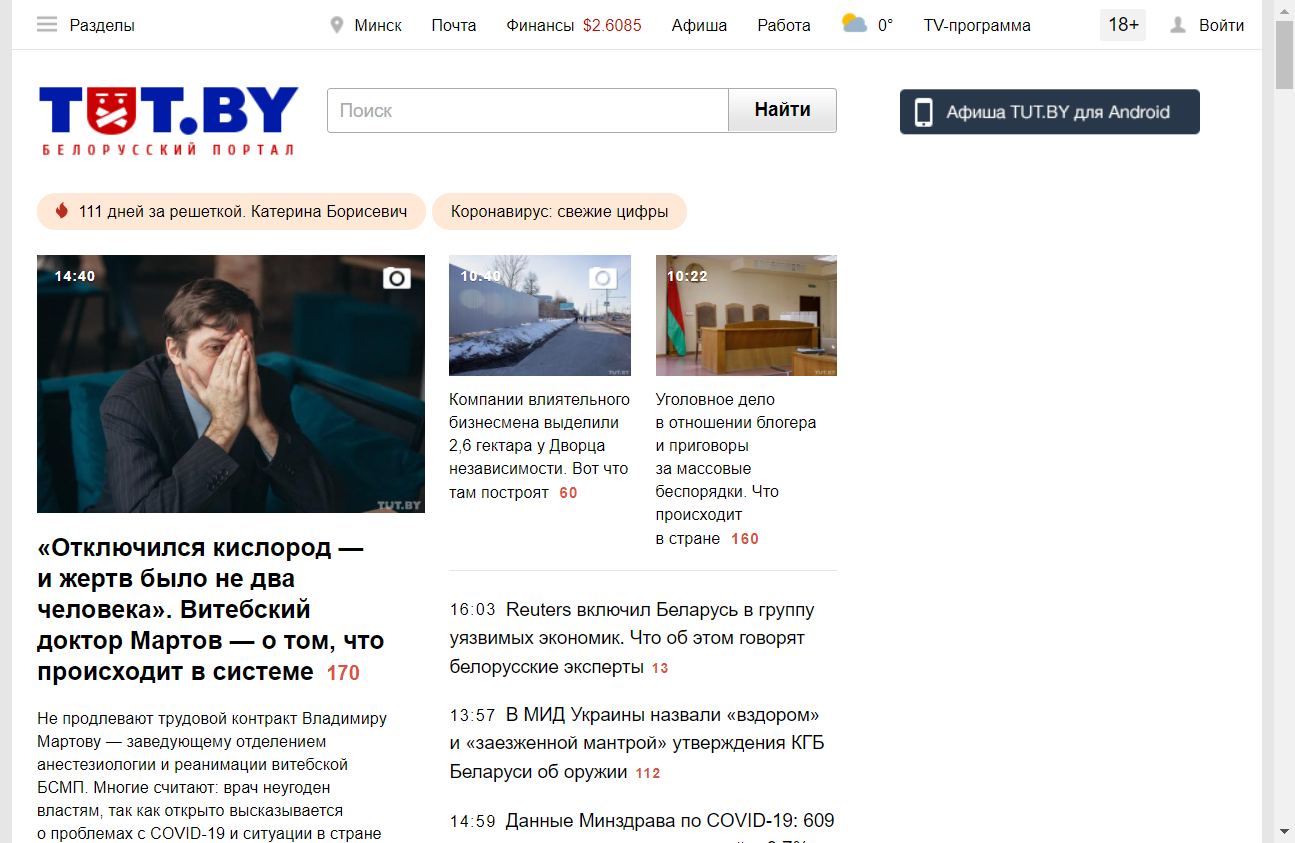 Разделы
Минск
Почта
Финансы $2.6085
Афиша
Работа
0°
TV-программа
18+
Войти
TUT.BY
БЕЛОРУССКИЙ ПОРТАЛ
Поиск
Найти
Афиша TUT.BY для Android
111 дней за решеткой. Катерина Борисевич
Коронавирус: свежие цифры
14:40
TUT.BY
«Отключился кислород —
и жертв было не два
человека». Витебский
доктор Мартов — о том, что
происходит в системе 170
Не продлевают трудовой контракт Владимиру
Мартову — заведующему отделением
анестезиологии и реанимации витебской
БСМП. Многие считают: врач неугоден
властям, так как открыто высказывается
о проблемах с COVID-19 и ситуации в стране
10:40
TUT.BY
Компании влиятельного
бизнесмена выделили
2,6 гектара у Дворца
независимости. Вот что
там построят 60
10:22
TUT.BY
Уголовное дело
в отношении блогера
и приговоры
за массовые
беспорядки. Что
происходит
в стране 160
16:03 Reuters включил Беларусь в группу
уязвимых экономик. Что об этом говорят
белорусские эксперты 13
13:57 В МИД Украины назвали «вздором»
и «заезженной мантрой» утверждения КГБ
Беларуси об оружии 112
14:59 Данные Минздрава по COVID-19: 609